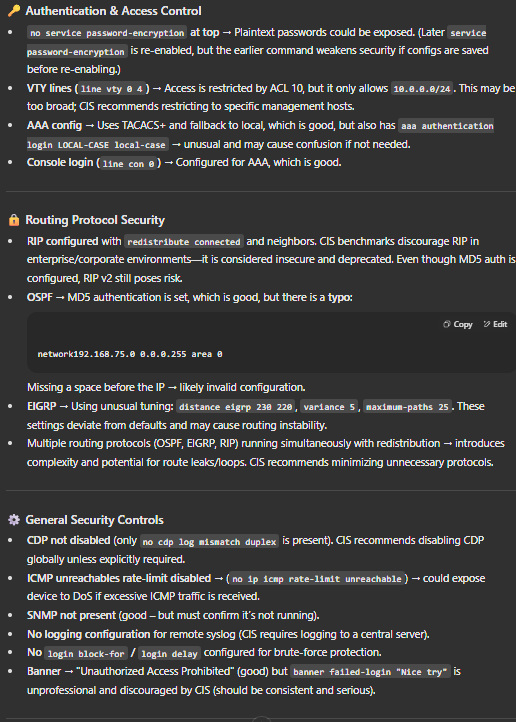 🔑 Authentication & Access Control
• no service password-encryption at top → Plaintext passwords could be exposed. (Later service
password-encryption is re-enabled, but the earlier command weakens security if configs are saved
before re-enabling.)
• VTY lines ( line vty 0 4 ) → Access is restricted by ACL 10, but it only allows 10.0.0.0/24 . This may be
too broad; CIS recommends restricting to specific management hosts.
• AAA config → Uses TACACS+ and fallback to local, which is good, but also has aaa authentication
login LOCAL-CASE local-case → unusual and may cause confusion if not needed.
• Console login ( line con 0 ) → Configured for AAA, which is good.
🔒 Routing Protocol Security
• RIP configured with redistribute connected and neighbors. CIS benchmarks discourage RIP in
enterprise/corporate environments—it is considered insecure and deprecated. Even though MD5 auth is
configured, RIP v2 still poses risk.
• OSPF → MD5 authentication is set, which is good, but there is a typo:
Copy Edit
network192.168.75.0 0.0.0.255 area 0
Missing a space before the IP → likely invalid configuration.
• EIGRP → Using unusual tuning: distance eigrp 230 220 , variance 5 , maximum-paths 25 . These
settings deviate from defaults and may cause routing instability.
• Multiple routing protocols (OSPF, EIGRP, RIP) running simultaneously with redistribution → introduces
complexity and potential for route leaks/loops. CIS recommends minimizing unnecessary protocols.
⚙️ General Security Controls
• CDP not disabled (only no cdp log mismatch duplex is present). CIS recommends disabling CDP
globally unless explicitly required.
• ICMP unreachables rate-limit disabled → ( no ip icmp rate-limit unreachable ) → could expose
device to DoS if excessive ICMP traffic is received.
• SNMP not present (good – but must confirm it's not running).
• No logging configuration for remote syslog (CIS requires logging to a central server).
• No login block-for / login delay configured for brute-force protection.
• Banner → "Unauthorized Access Prohibited" (good) but banner failed-login "Nice try" is
unprofessional and discouraged by CIS (should be consistent and serious).